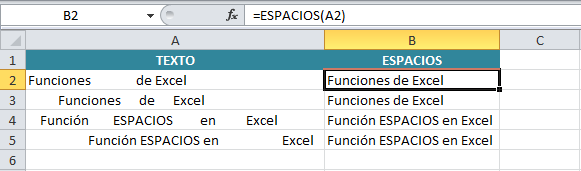 B2 fx =ESPACIOS(A2)
A B C
1 TEXTO ESPACIOS
2 Funciones de Excel Funciones de Excel
3 Funciones de Excel Funciones de Excel
4 Función ESPACIOS en Excel Función ESPACIOS en Excel
5 Función ESPACIOS en Excel Función ESPACIOS en Excel
6